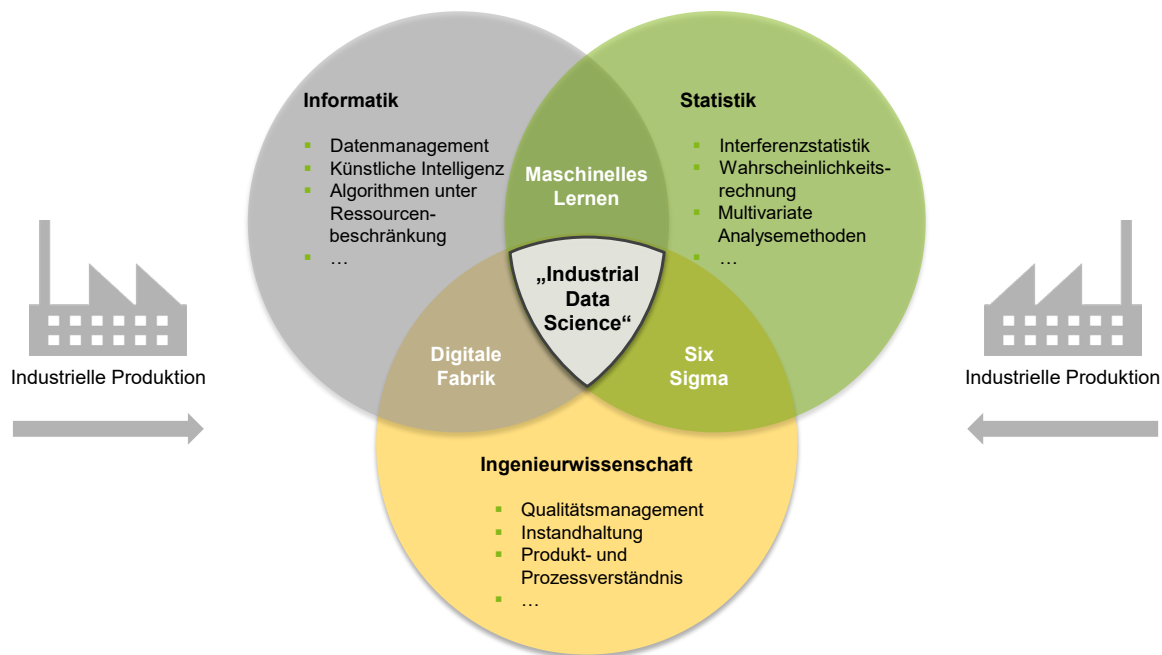 Informatik
▪ Datenmanagement
▪ Künstliche Intelligenz
▪ Algorithmen unter
Ressourcen-
beschränkung
▪ …
Statistik
▪ Interferenzstatistik
▪ Wahrscheinlichkeits-
rechnung
▪ Multivariate
Analysemethoden
▪ …
Maschinelles
Lernen
„Industrial
Data
Science“
Digitale
Fabrik
Six
Sigma
Industrielle Produktion
Industrielle Produktion
Ingenieurwissenschaft
▪ Qualitätsmanagement
▪ Instandhaltung
▪ Produkt- und
Prozessverständnis
▪ …